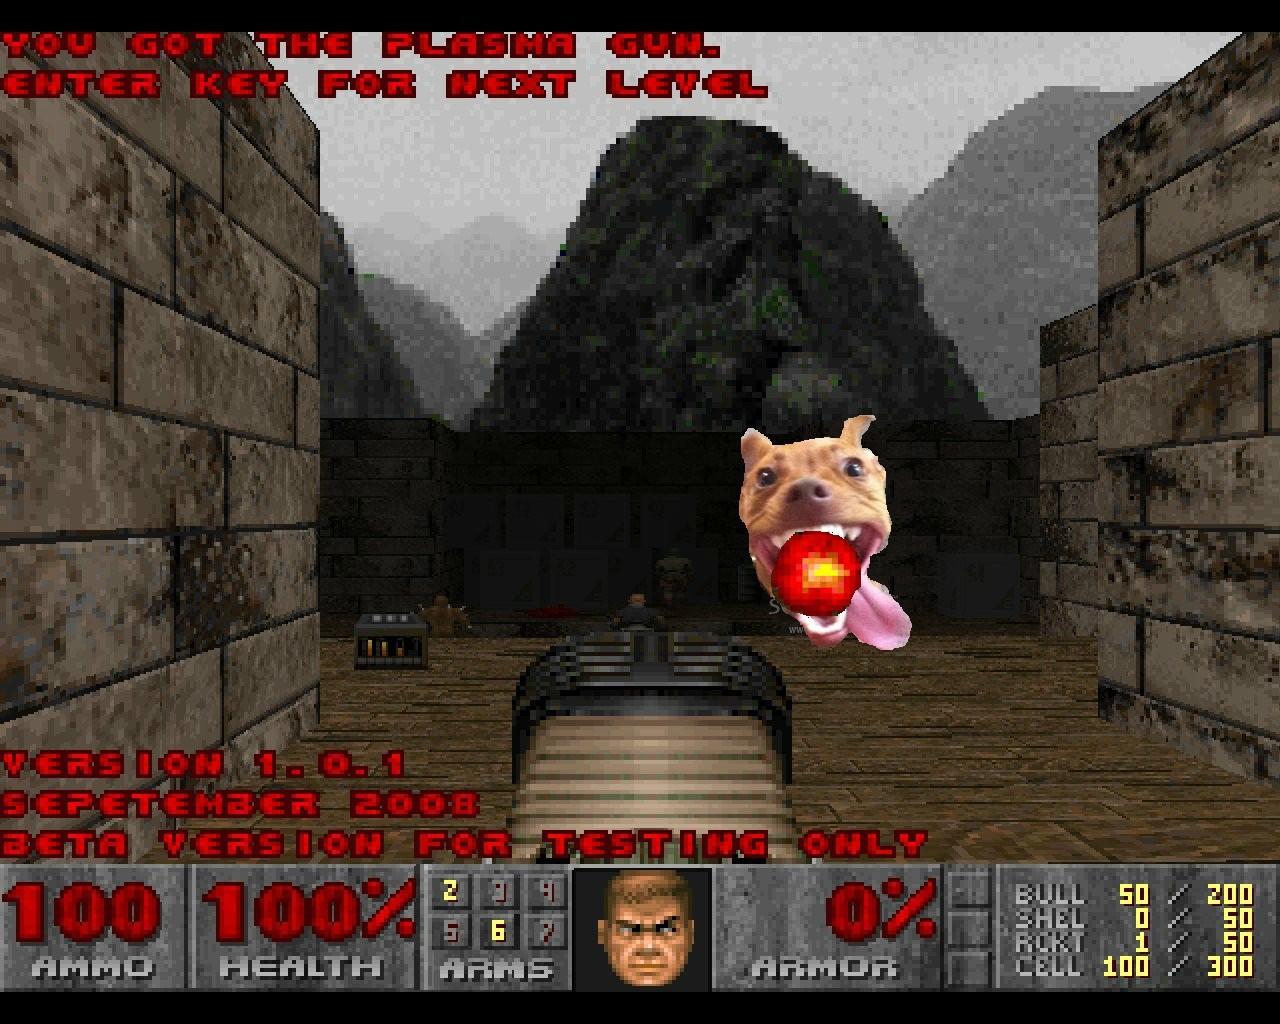 YOU GOT THE PLASMA GUN.
ENTER KEY FOR NEXT LEVEL
VERSION 1.0.1
SEPETEMBER 2008
BETA VERSION FOR TESTING ONLY
100 100% 2 3 4 0% BULL 50 / 200
SHEL 0 / 50
5 6 7 RCKT 1 / 50
AMMO HEALTH ARMS ARMOR CELL 100 / 300